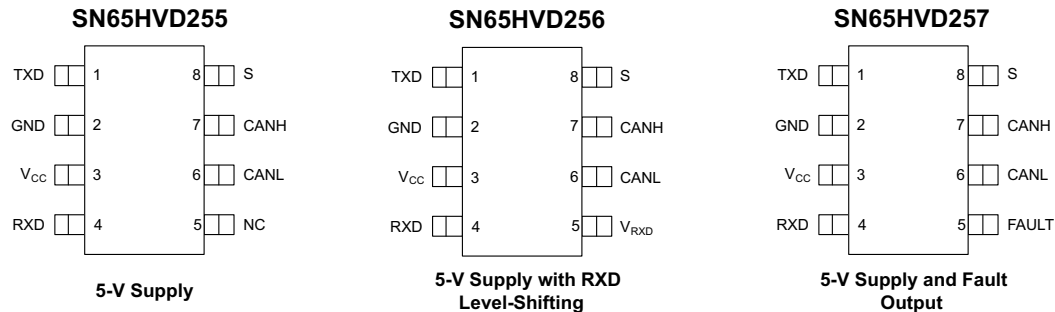 SN65HVD255
TXD 1 8 S
GND 2 7 CANH
VCC 3 6 CANL
RXD 4 5 NC
5-V Supply
SN65HVD256
TXD 1 8 S
GND 2 7 CANH
VCC 3 6 CANL
RXD 4 5 VRXD
5-V Supply with RXD
Level-Shifting
SN65HVD257
TXD 1 8 S
GND 2 7 CANH
VCC 3 6 CANL
RXD 4 5 FAULT
5-V Supply and Fault
Output